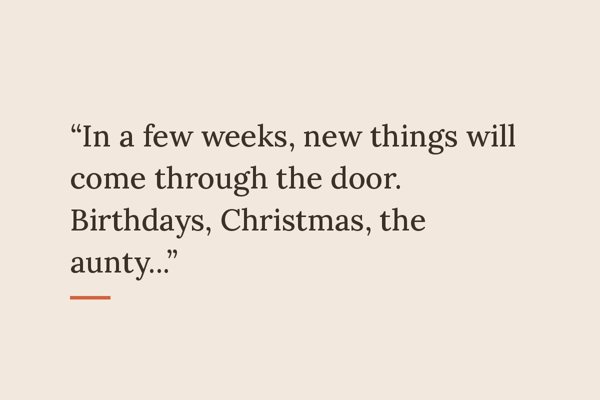 “In a few weeks, new things will
come through the door.
Birthdays, Christmas, the
aunty...”